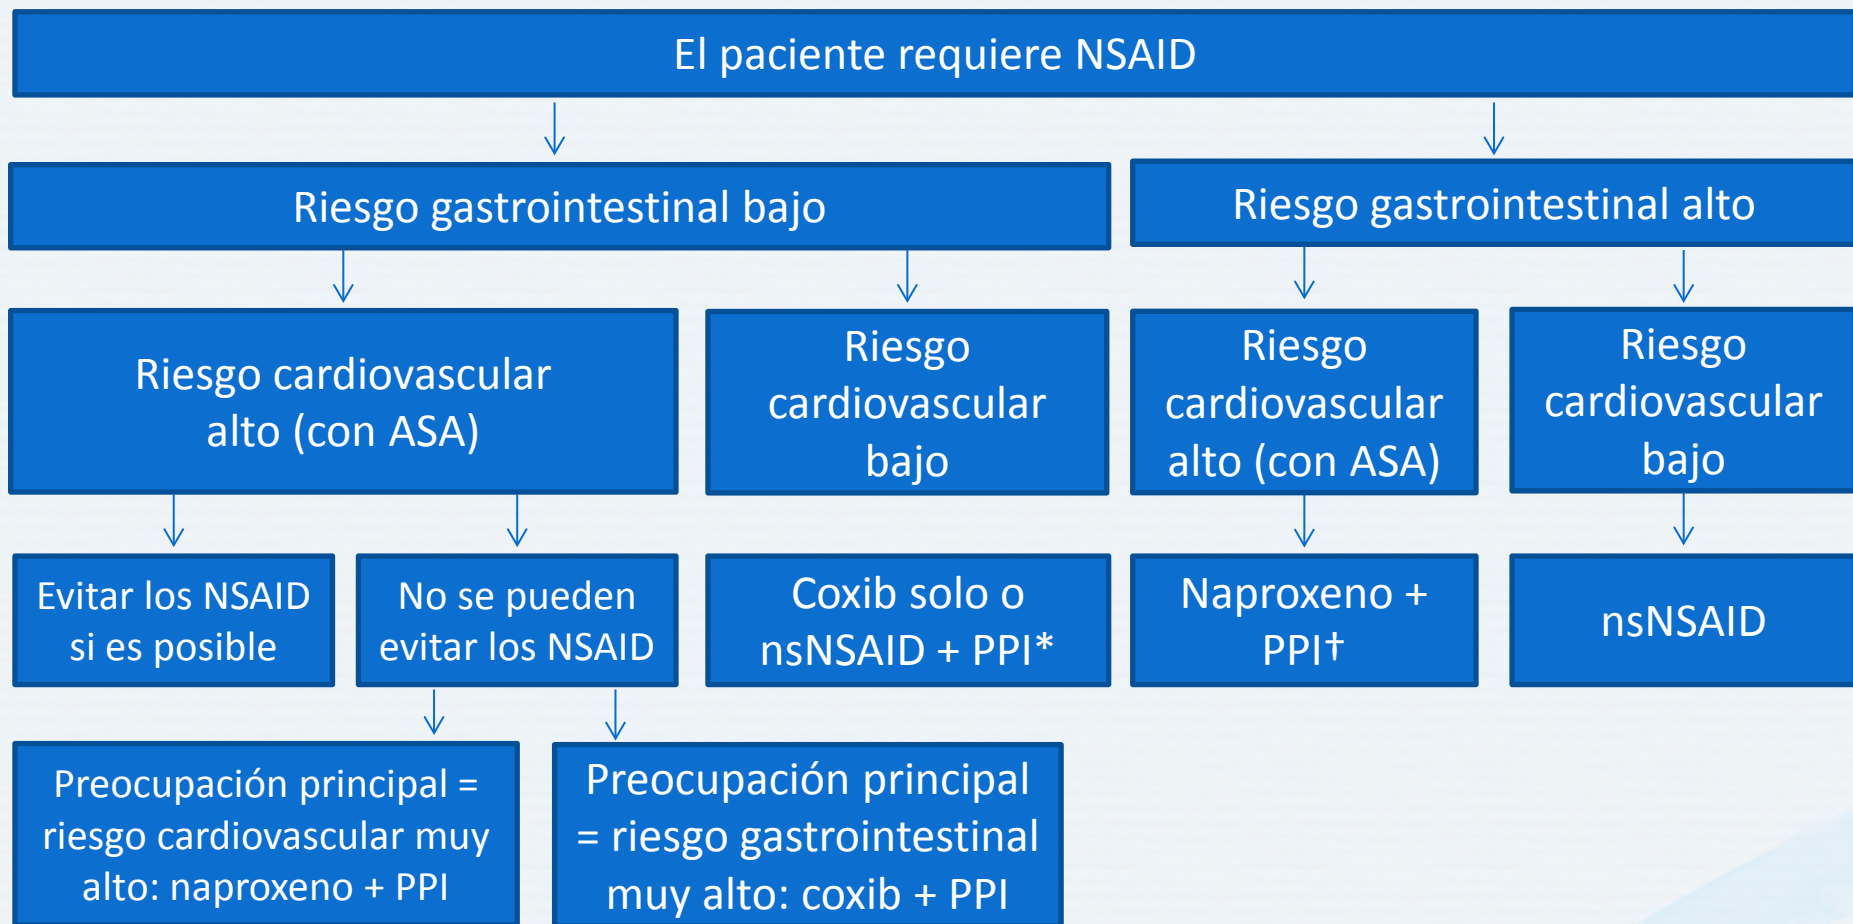 El paciente requiere NSAID
Riesgo gastrointestinal bajo
Riesgo gastrointestinal alto
Riesgo cardiovascular
alto (con ASA)
Riesgo
cardiovascular
bajo
Riesgo
cardiovascular
alto (con ASA)
Riesgo
cardiovascular
bajo
Evitar los NSAID
si es posible
No se pueden
evitar los NSAID
Coxib solo o
nsNSAID + PPI*
Naproxeno +
PPI†
nsNSAID
Preocupación principal =
riesgo cardiovascular muy
alto: naproxeno + PPI
Preocupación principal
= riesgo gastrointestinal
muy alto: coxib + PPI